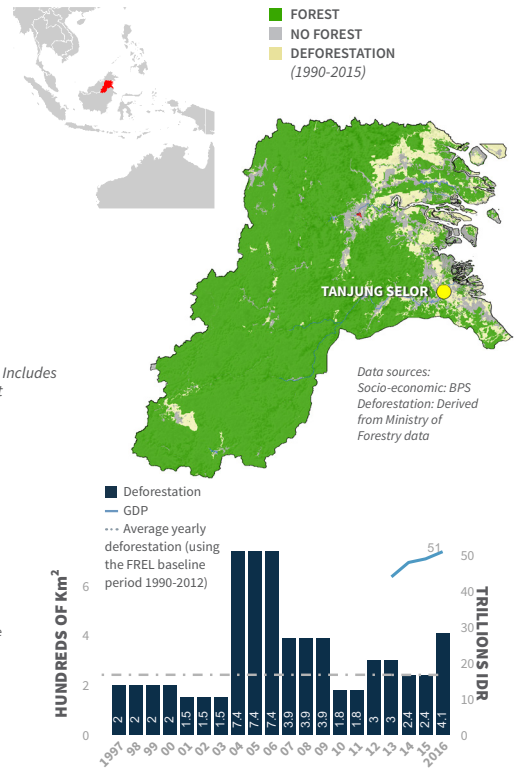 FOREST
NO FOREST
DEFORESTATION
(1990-2015)
TANJUNG SELOR
Includes
Data sources:
Socio-economic: BPS
Deforestation: Derived
from Ministry of
Forestry data
Deforestation
GDP
Average yearly
deforestation (using
the FREL baseline
period 1990-2012)
HUNDREDS OF Km²
6
4
2
0
51
TRILLIONS IDR
50
40
30
20
10
0
2
2
2
2
1.5
1.5
1.5
7.4
7.4
7.4
3.9
3.9
3.9
1.8
1.8
3
3
2.4
2.4
4.1
1997
98
99
00
01
02
03
04
05
06
07
08
09
10
11
12
13
14
15
2016